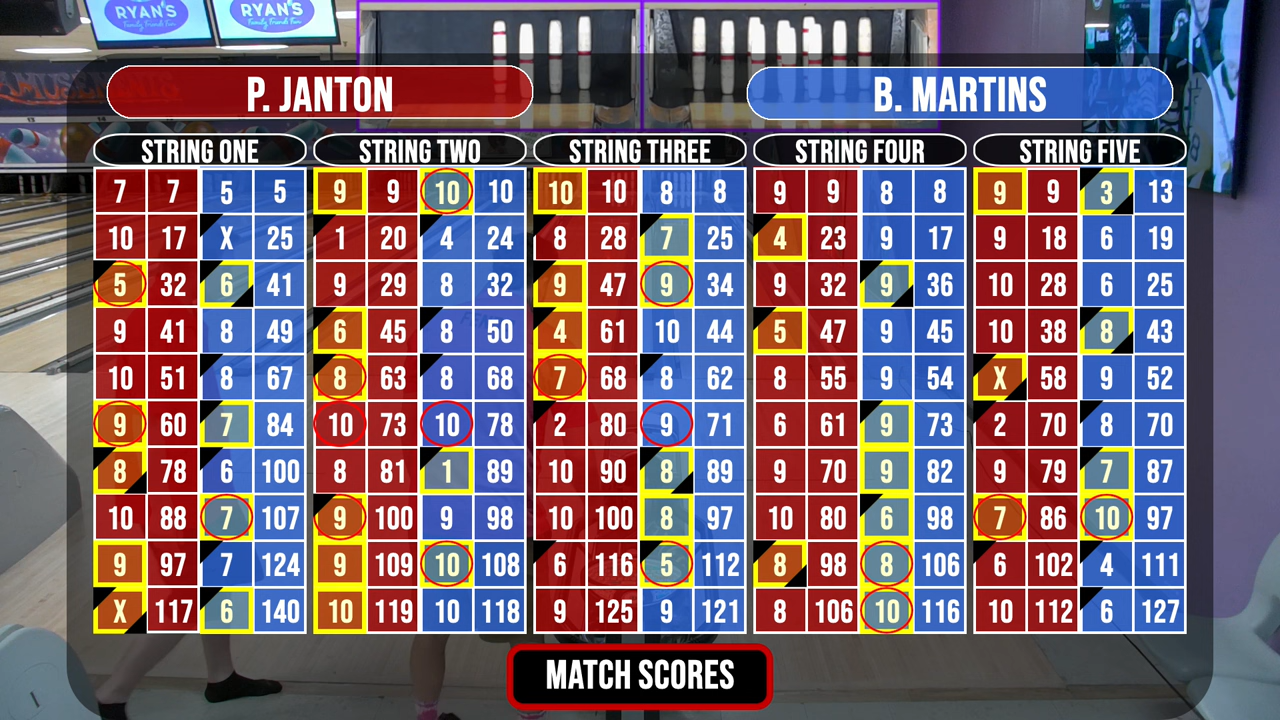 RYAN'S
Family Friends Fun
RYAN'S
Family Friends Fun
P. JANTON
B. MARTINS
STRING ONE STRING TWO STRING THREE STRING FOUR STRING FIVE
7 7 5 5 9 9 10 10 10 10 8 8 9 9 8 8 9 9 3 13
10 17 X 25 1 20 4 24 8 28 7 25 4 23 9 17 9 18 6 19
5 32 6 41 9 29 8 32 9 47 9 34 9 32 9 36 10 28 6 25
9 41 8 49 6 45 8 50 4 61 10 44 5 47 9 45 10 38 8 43
10 51 8 67 8 63 8 68 7 68 8 62 8 55 9 54 X 58 9 52
9 60 7 84 10 73 10 78 2 80 9 71 6 61 9 73 2 70 8 70
8 78 6 100 8 81 1 89 10 90 8 89 9 70 9 82 9 79 7 87
10 88 7 107 9 100 9 98 10 100 8 97 10 80 6 98 7 86 10 97
9 97 7 124 9 109 10 108 6 116 5 112 8 98 8 106 6 102 4 111
X 117 6 140 10 119 10 118 9 125 9 121 8 106 10 116 10 112 6 127
MATCH SCORES